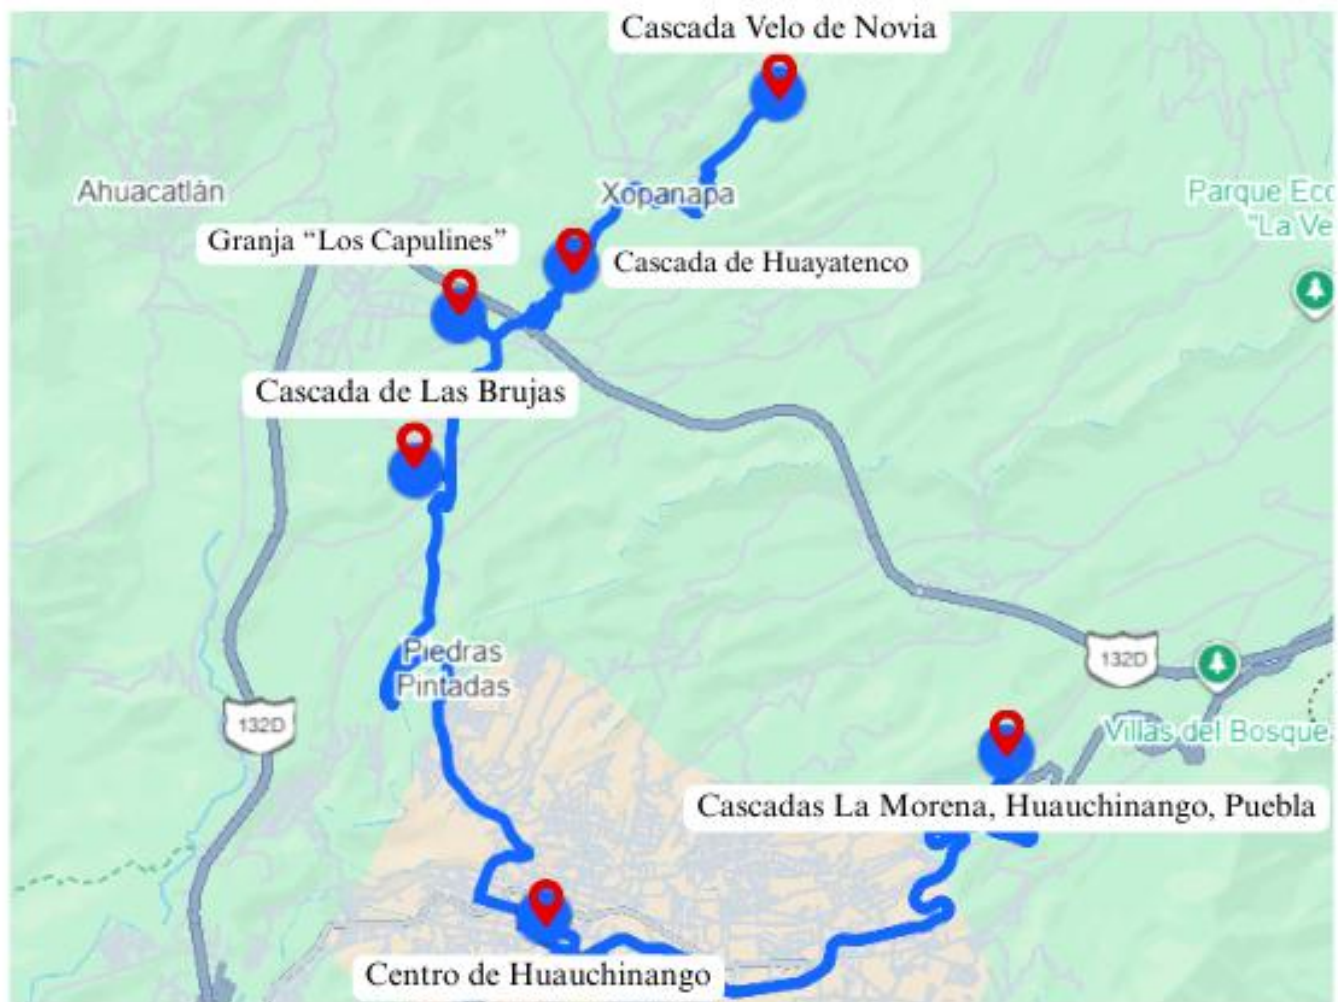 Cascada Velo de Novia
Ahuacatlán
Xopanapa
Parque Eco
"La Ve
Granja “Los Capulines”
Cascada de Huayatenco
Cascada de Las Brujas
Piedras
Pintadas
132D
132D
Villas del Bosque
Cascadas La Morena, Huauchinango, Puebla
Centro de Huauchinango